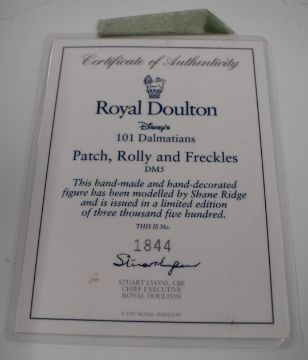 Certificate of Authenticity
Royal Doulton
Disney's
101 Dalmatians
Patch, Rolly and Freckles
DM5
This hand-made and hand-decorated
figure has been modelled by Shane Ridge
and is issued in a limited edition
of three thousand five hundred.
THIS IS No.
1844
Stuart Lyons
STUART LYONS, CBE
CHIEF EXECUTIVE
ROYAL DOULTON
© 1997 ROYAL DOULTON